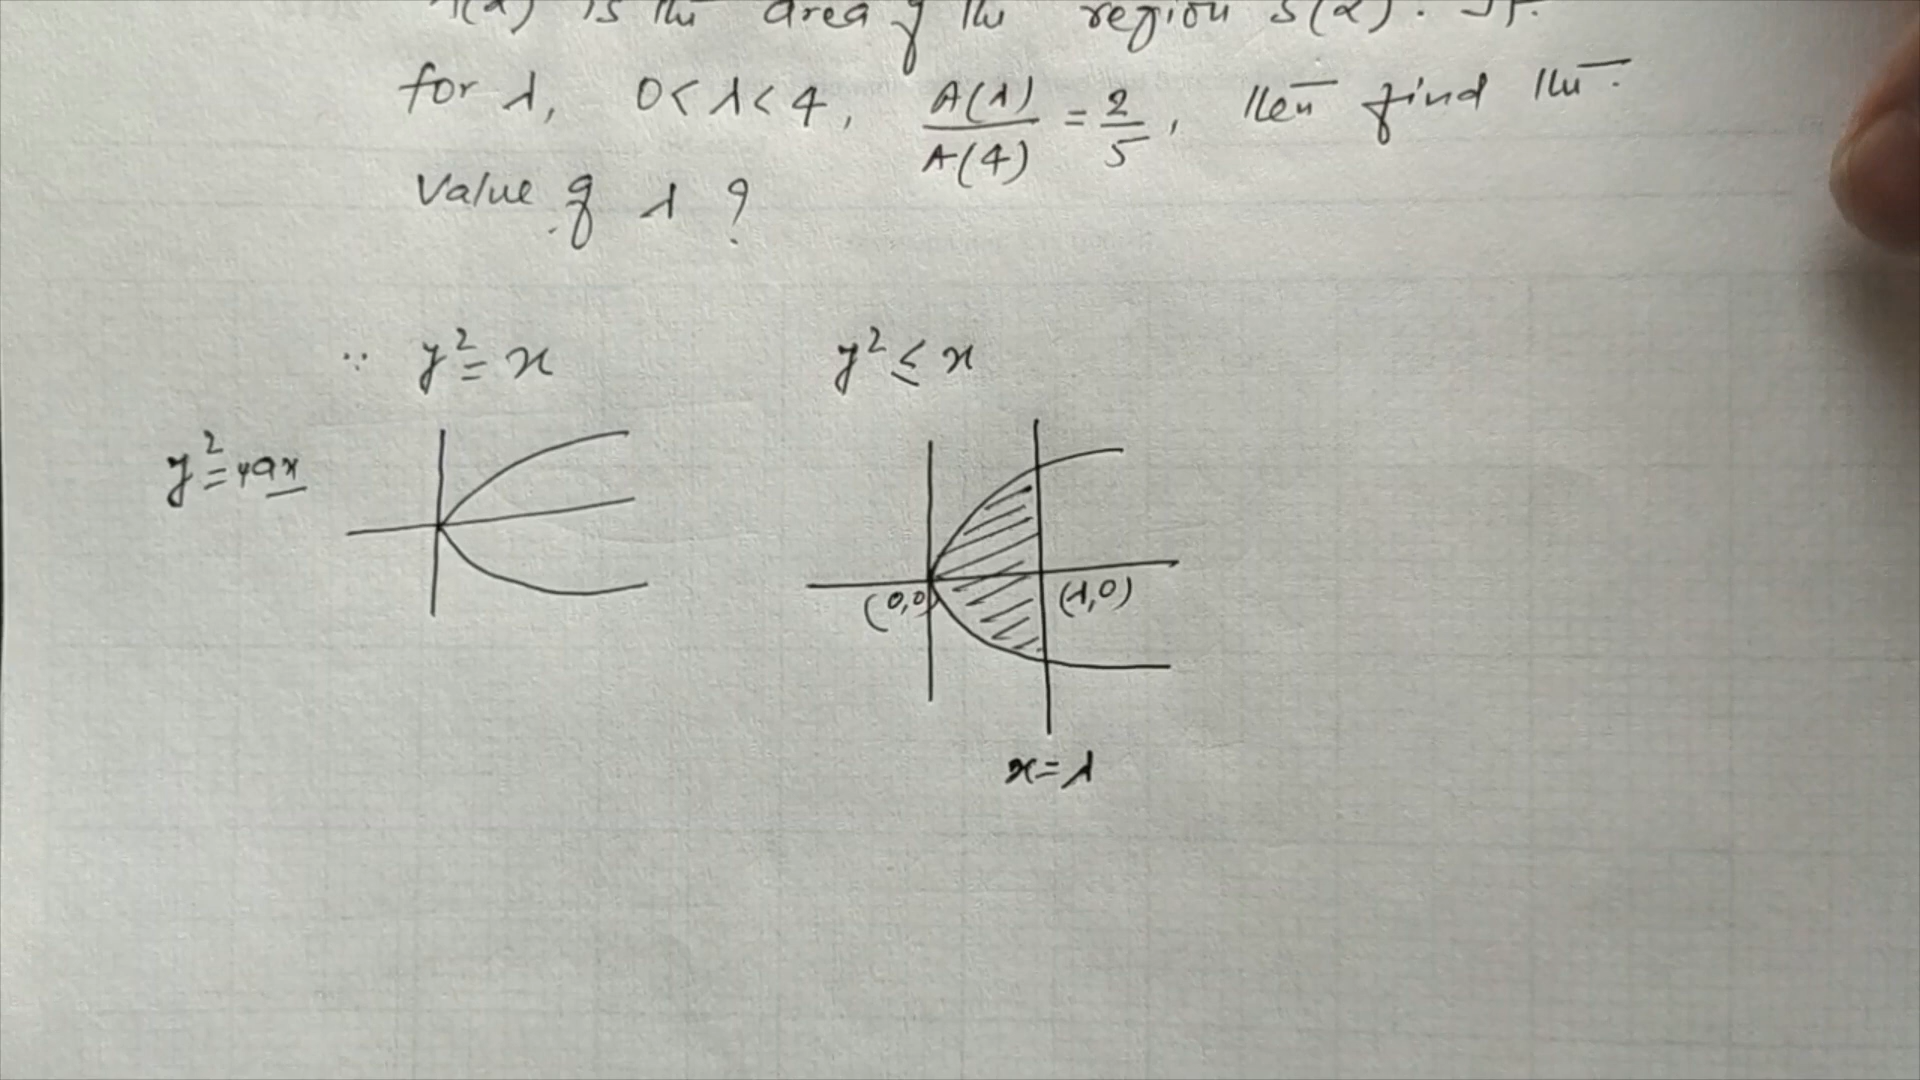 A(α) is the area of the region S(α). If
for λ, 0<λ<4, A(λ)/A(4) = 2/5, then find the
value of λ ?
∵ y² = x
y² ≤ x
y² = 4ax
(0,0)
(λ,0)
x=λ